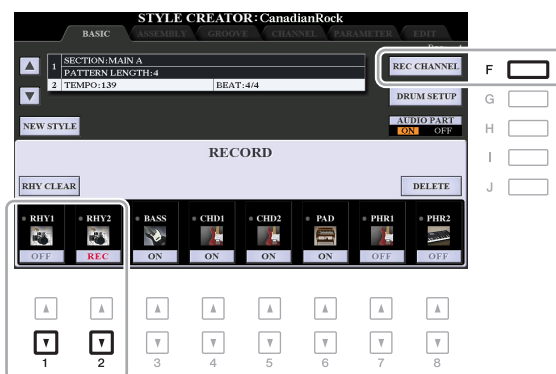 STYLE CREATOR: CanadianRock
BASIC ASSEMBLY GROOVE CHANNEL PARAMETER EDIT
1 SECTION:MAIN A
PATTERN LENGTH:4
2 TEMPO:139 BEAT:4/4
REC CHANNEL
F
DRUM SETUP
G
NEW STYLE
AUDIO PART
ON OFF
H
RECORD
I
RHY CLEAR
DELETE
J
RHY1 RHY2 BASS CHD1 CHD2 PAD PHR1 PHR2
OFF REC ON ON ON ON OFF OFF
1 2 3 4 5 6 7 8